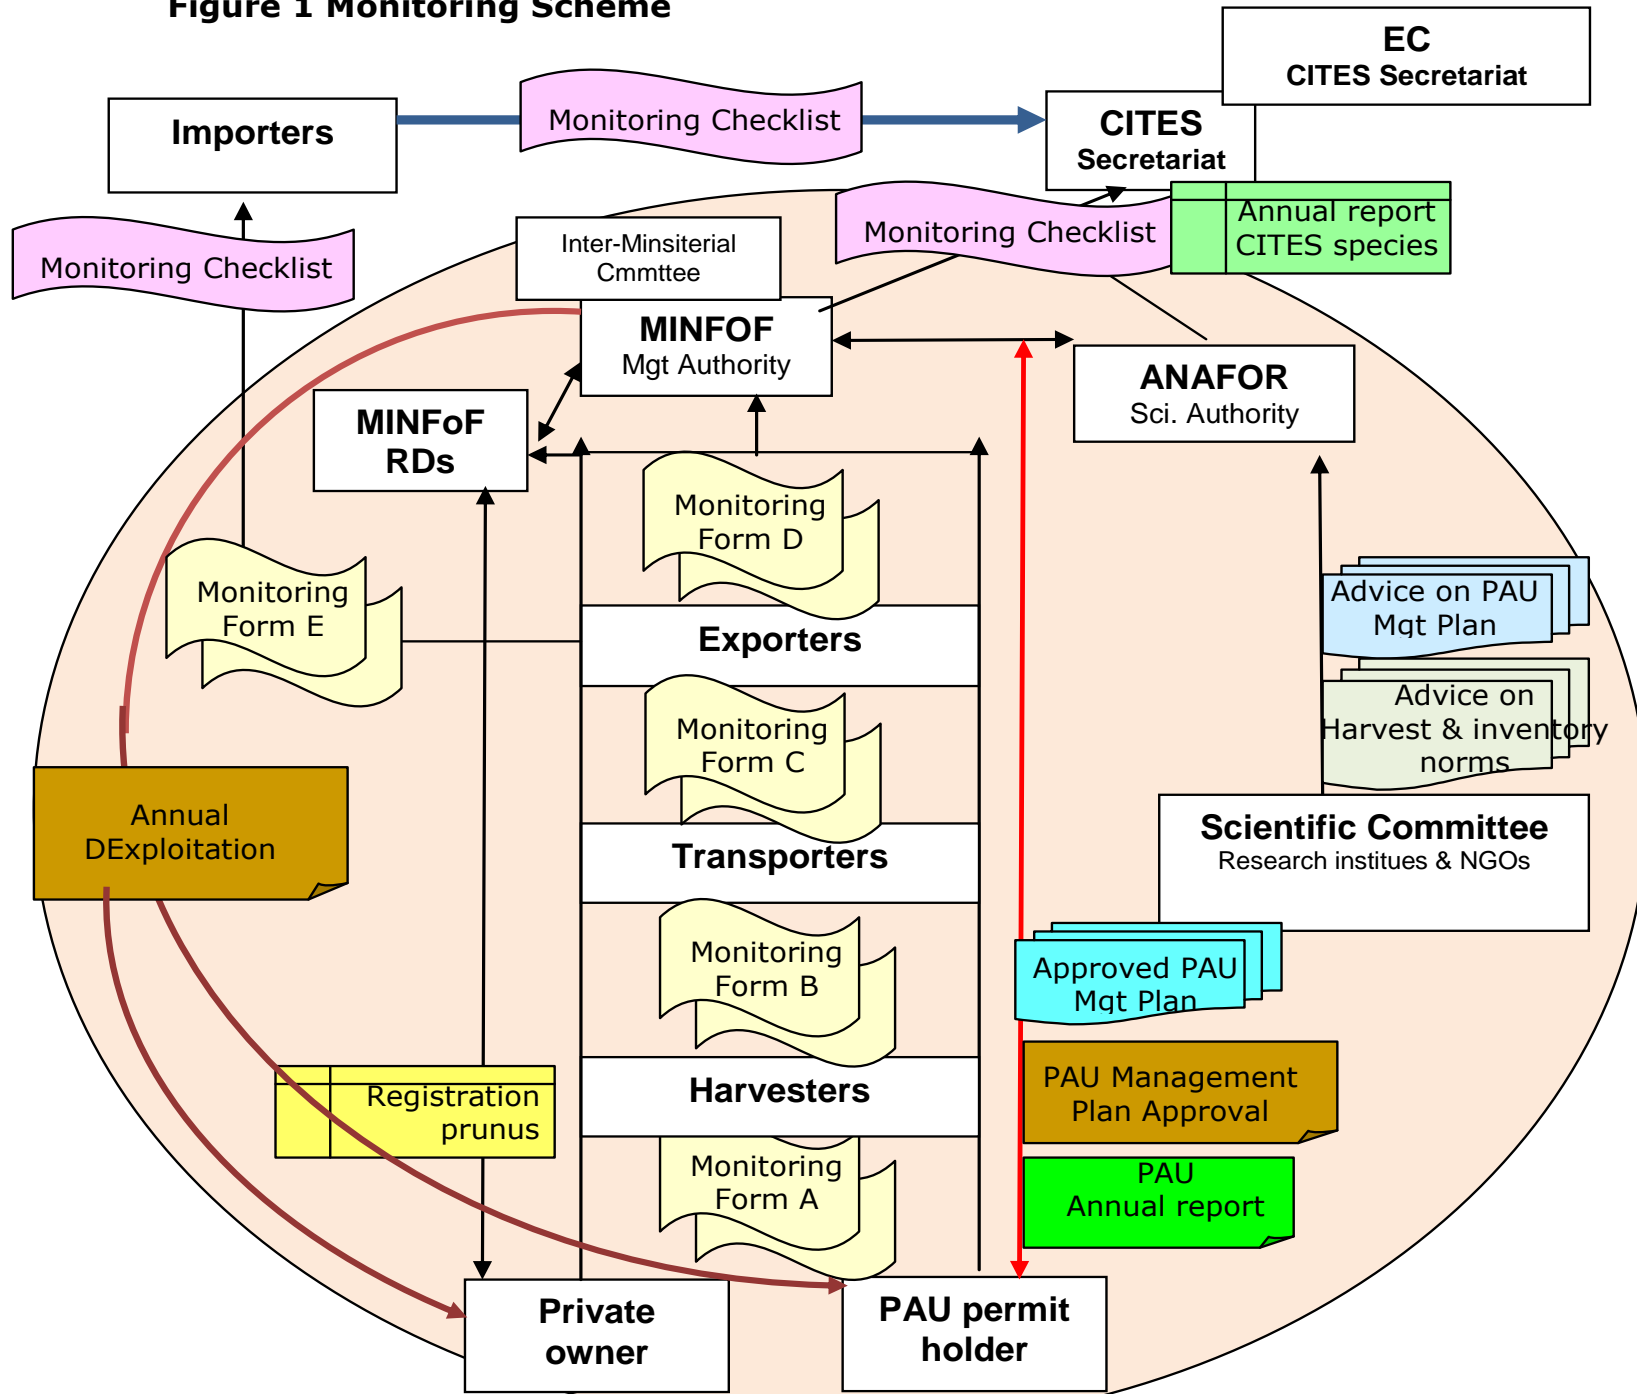 Figure 1 Monitoring Scheme
EC
CITES Secretariat
Importers
Monitoring Checklist
CITES
Secretariat
Monitoring Checklist
Inter-Minsiterial
Cmmttee
Monitoring Checklist
Annual report
CITES species
MINFOF
Mgt Authority
ANAFOR
Sci. Authority
MINFoF
RDs
Monitoring
Form D
Monitoring
Form E
Exporters
Advice on PAU
Mgt Plan
Monitoring
Form C
Advice on
Harvest & inventory
norms
Annual
DExploitation
Transporters
Scientific Committee
Research institues & NGOs
Monitoring
Form B
Approved PAU
Mgt Plan
Registration
prunus
Harvesters
PAU Management
Plan Approval
Monitoring
Form A
PAU
Annual report
Private
owner
PAU permit
holder